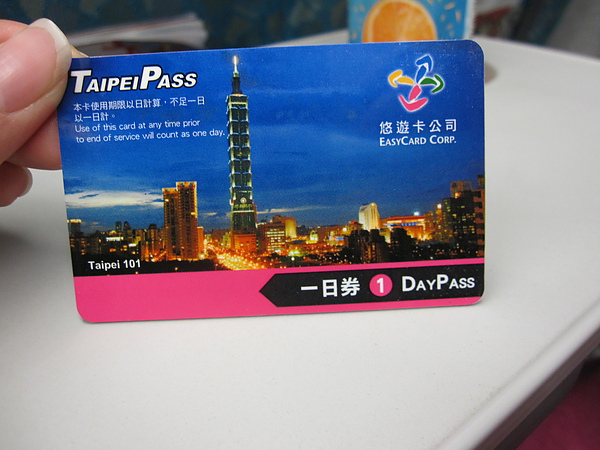 TAIPEI PASS
本卡使用期限以日計算，不足一日
以一日計。
Use of this card at any time prior
to end of service will count as one day.
悠遊卡公司
EASYCARD CORP.
Taipei 101
一日券 1 DAYPASS